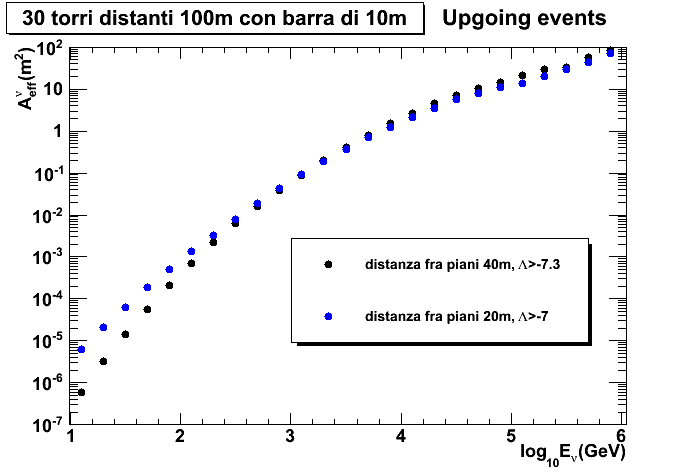 30 torri distanti 100m con barra di 10m
Upgoing events
A^ν_eff(m²)
10²
10
1
10⁻¹
10⁻²
10⁻³
10⁻⁴
10⁻⁵
10⁻⁶
10⁻⁷
distanza fra piani 40m, Λ>-7.3
distanza fra piani 20m, Λ>-7
1 2 3 4 5 6
log₁₀E_ν(GeV)